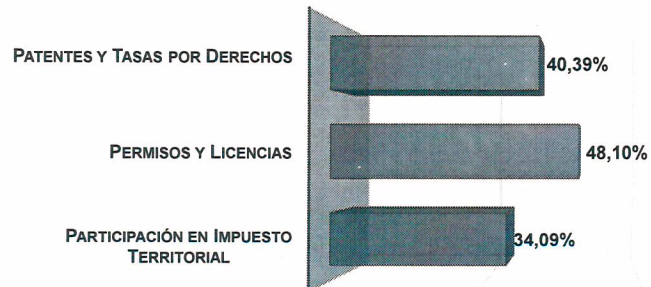 PATENTES Y TASAS POR DERECHOS
40,39%
PERMISOS Y LICENCIAS
48,10%
PARTICIPACIÓN EN IMPUESTO
TERRITORIAL
34,09%